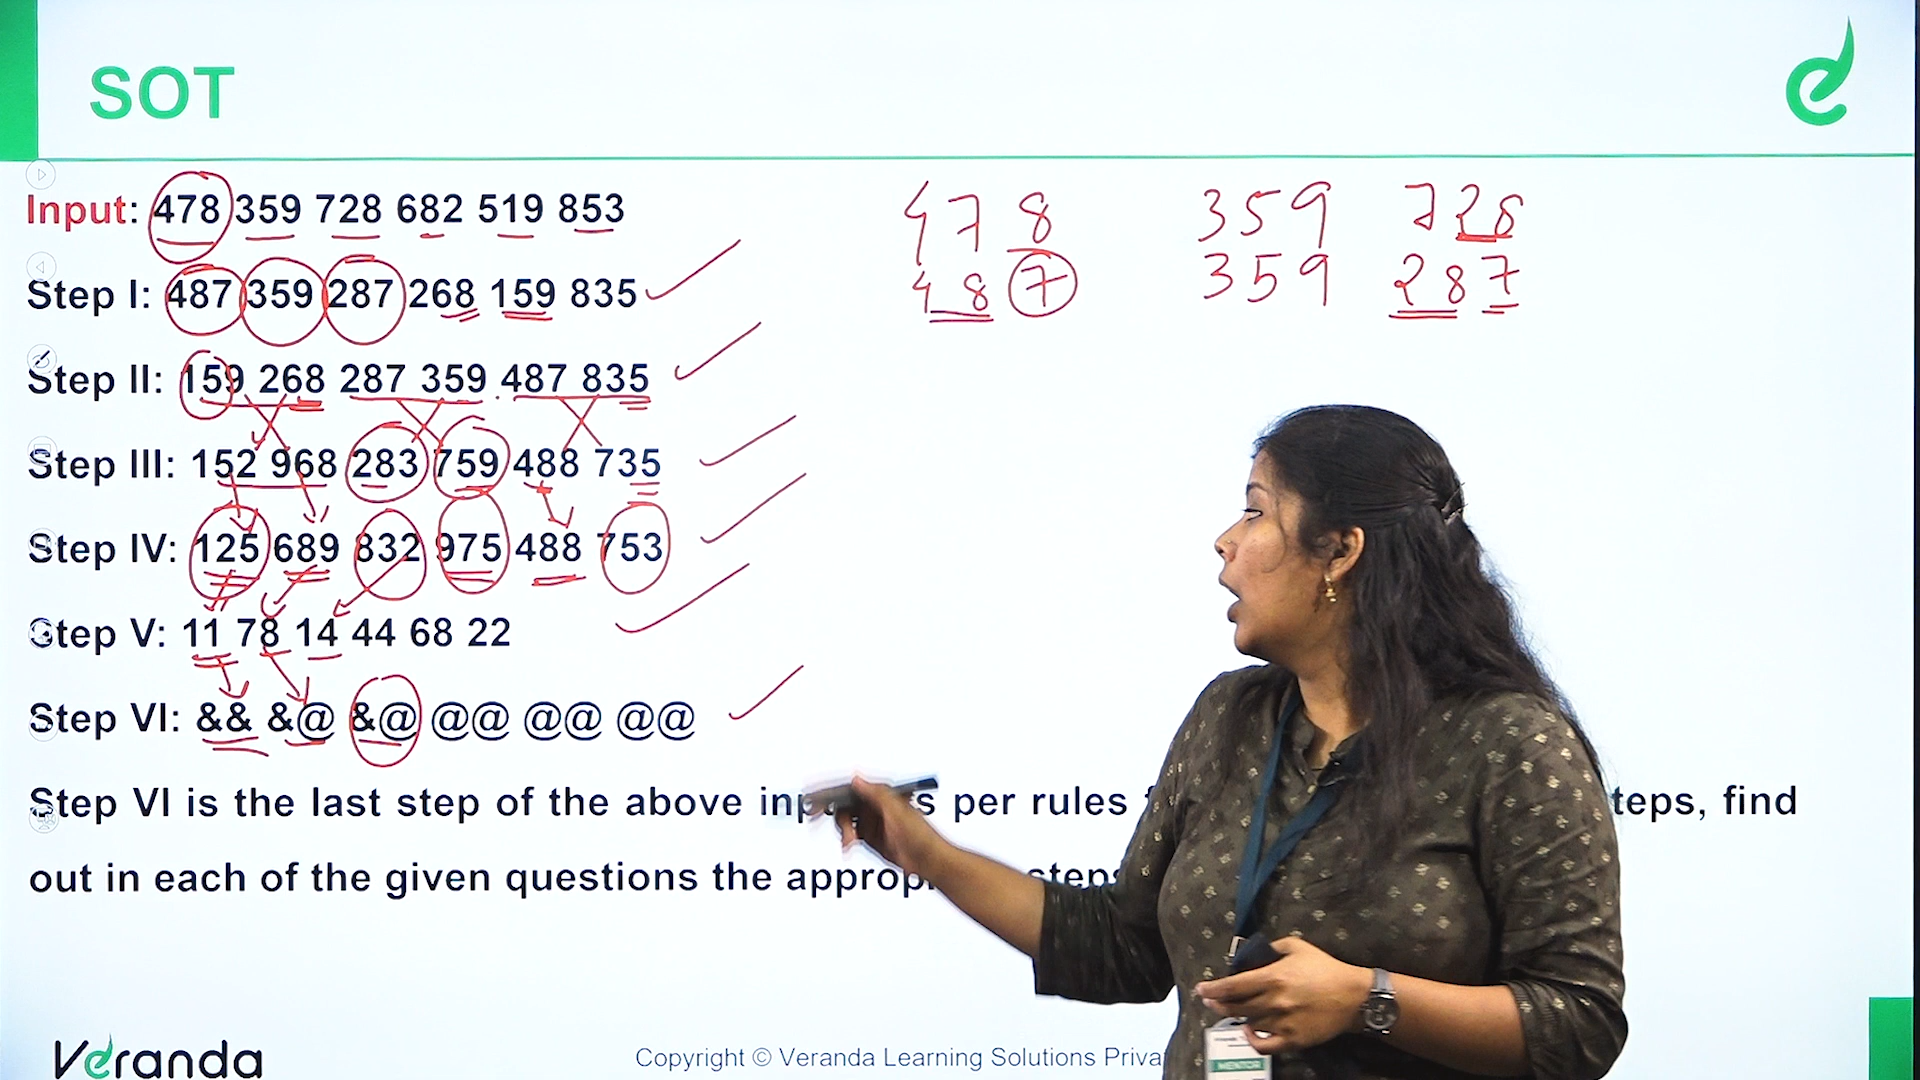 SOT
Input: 478 359 728 682 519 853
478 359 728
Step I: 487 359 287 268 159 835
487 359 287
Step II: 159 268 287 359 487 835
Step III: 152 968 283 759 488 735
Step IV: 125 689 832 975 488 753
Step V: 11 78 14 44 68 22
Step VI: && &@ &@ @@ @@ @@
Step VI is the last step of the above per rules find
out in each of the given questions the
Veranda
Copyright © Veranda Learning Solutions
MENTOR